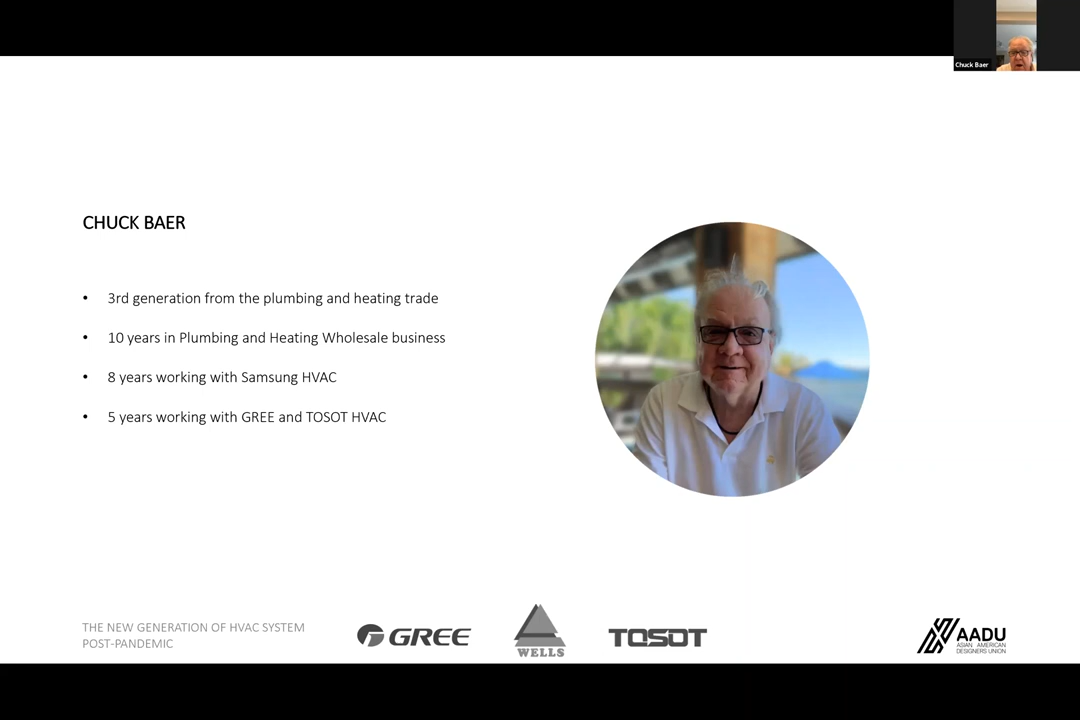 Chuck Baer
CHUCK BAER
• 3rd generation from the plumbing and heating trade
• 10 years in Plumbing and Heating Wholesale business
• 8 years working with Samsung HVAC
• 5 years working with GREE and TOSOT HVAC
THE NEW GENERATION OF HVAC SYSTEM
POST-PANDEMIC
GREE
WELLS
TOSOT
AADU
ASIAN AMERICAN
DESIGNERS UNION